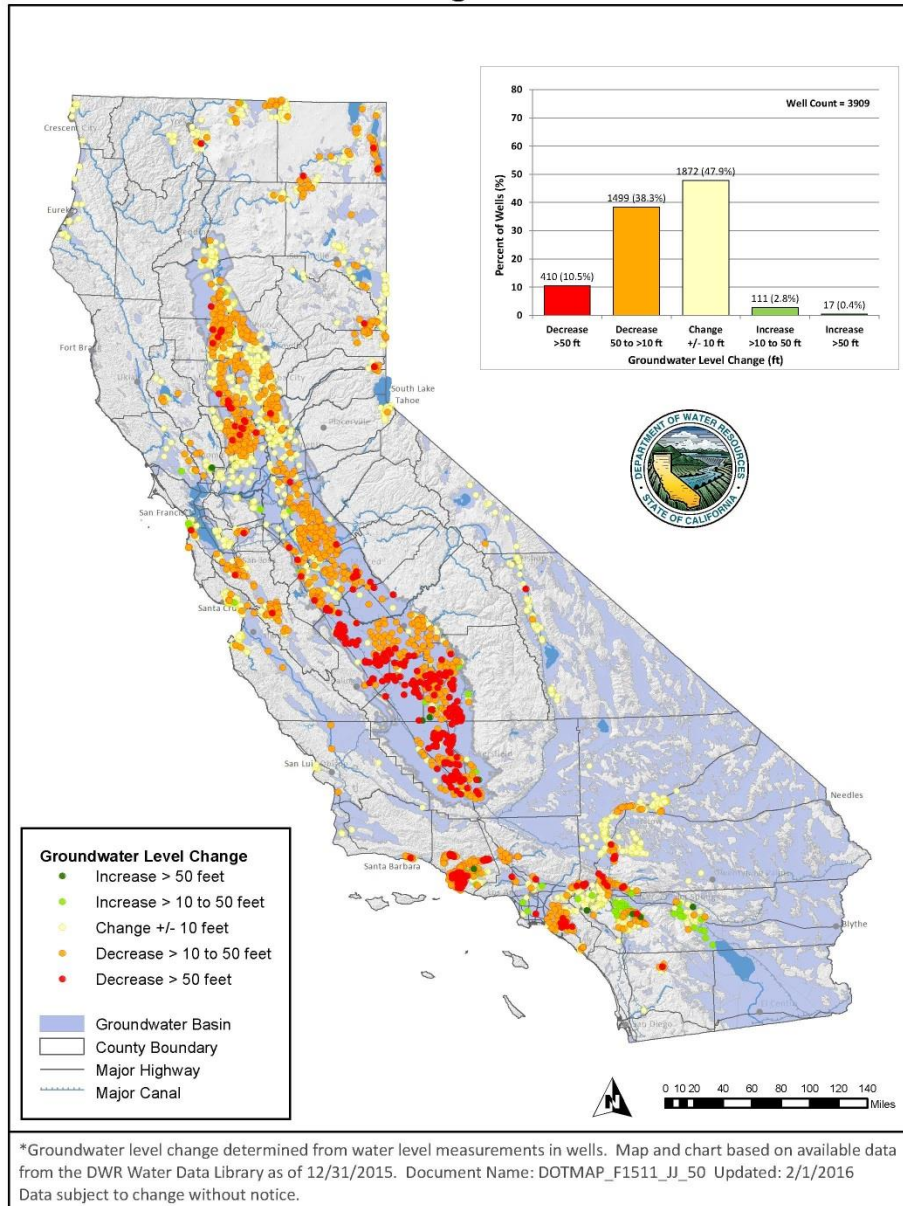 80
70
60
50
40
30
20
10
0
Percent of Wells (%)
Well Count = 3909
410 (10.5%)
1499 (38.3%)
1872 (47.9%)
111 (2.8%)
17 (0.4%)
Decrease
>50 ft
Decrease
50 to >10 ft
Change
+/- 10 ft
Increase
>10 to 50 ft
Increase
>50 ft
Groundwater Level Change (ft)
Crescent City
Eureka
Fort Bragg
South Lake
Tahoe
Placerville
DEPARTMENT OF WATER RESOURCES
STATE OF CALIFORNIA
San Francisco
Santa Cruz
San Luis
Needles
Santa Barbara
Blythe
El Centro
San Diego
Groundwater Level Change
Increase > 50 feet
Increase > 10 to 50 feet
Change +/- 10 feet
Decrease > 10 to 50 feet
Decrease > 50 feet
Groundwater Basin
County Boundary
Major Highway
Major Canal
N
0 10 20 40 60 80 100 120 140
Miles
*Groundwater level change determined from water level measurements in wells. Map and chart based on available data
from the DWR Water Data Library as of 12/31/2015. Document Name: DOTMAP_F1511_JJ_50 Updated: 2/1/2016
Data subject to change without notice.